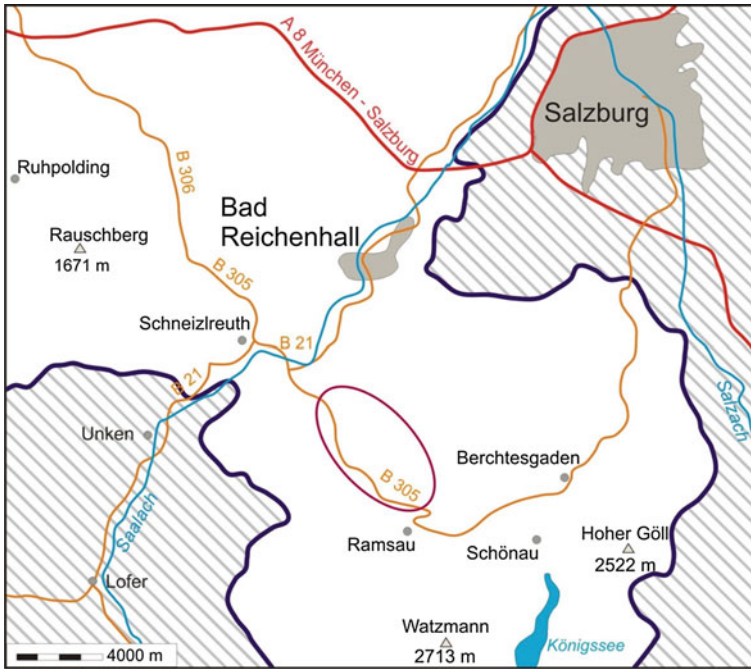 A 8 München - Salzburg
Salzburg
Ruhpolding
B 306
Bad
Reichenhall
Rauschberg
1671 m
B 305
Schneizlreuth
B 21
B 21
Salzach
Unken
Berchtesgaden
B 305
Saalach
Ramsau
Schönau
Hoher Göll
2522 m
Lofer
Watzmann
2713 m
Königssee
4000 m